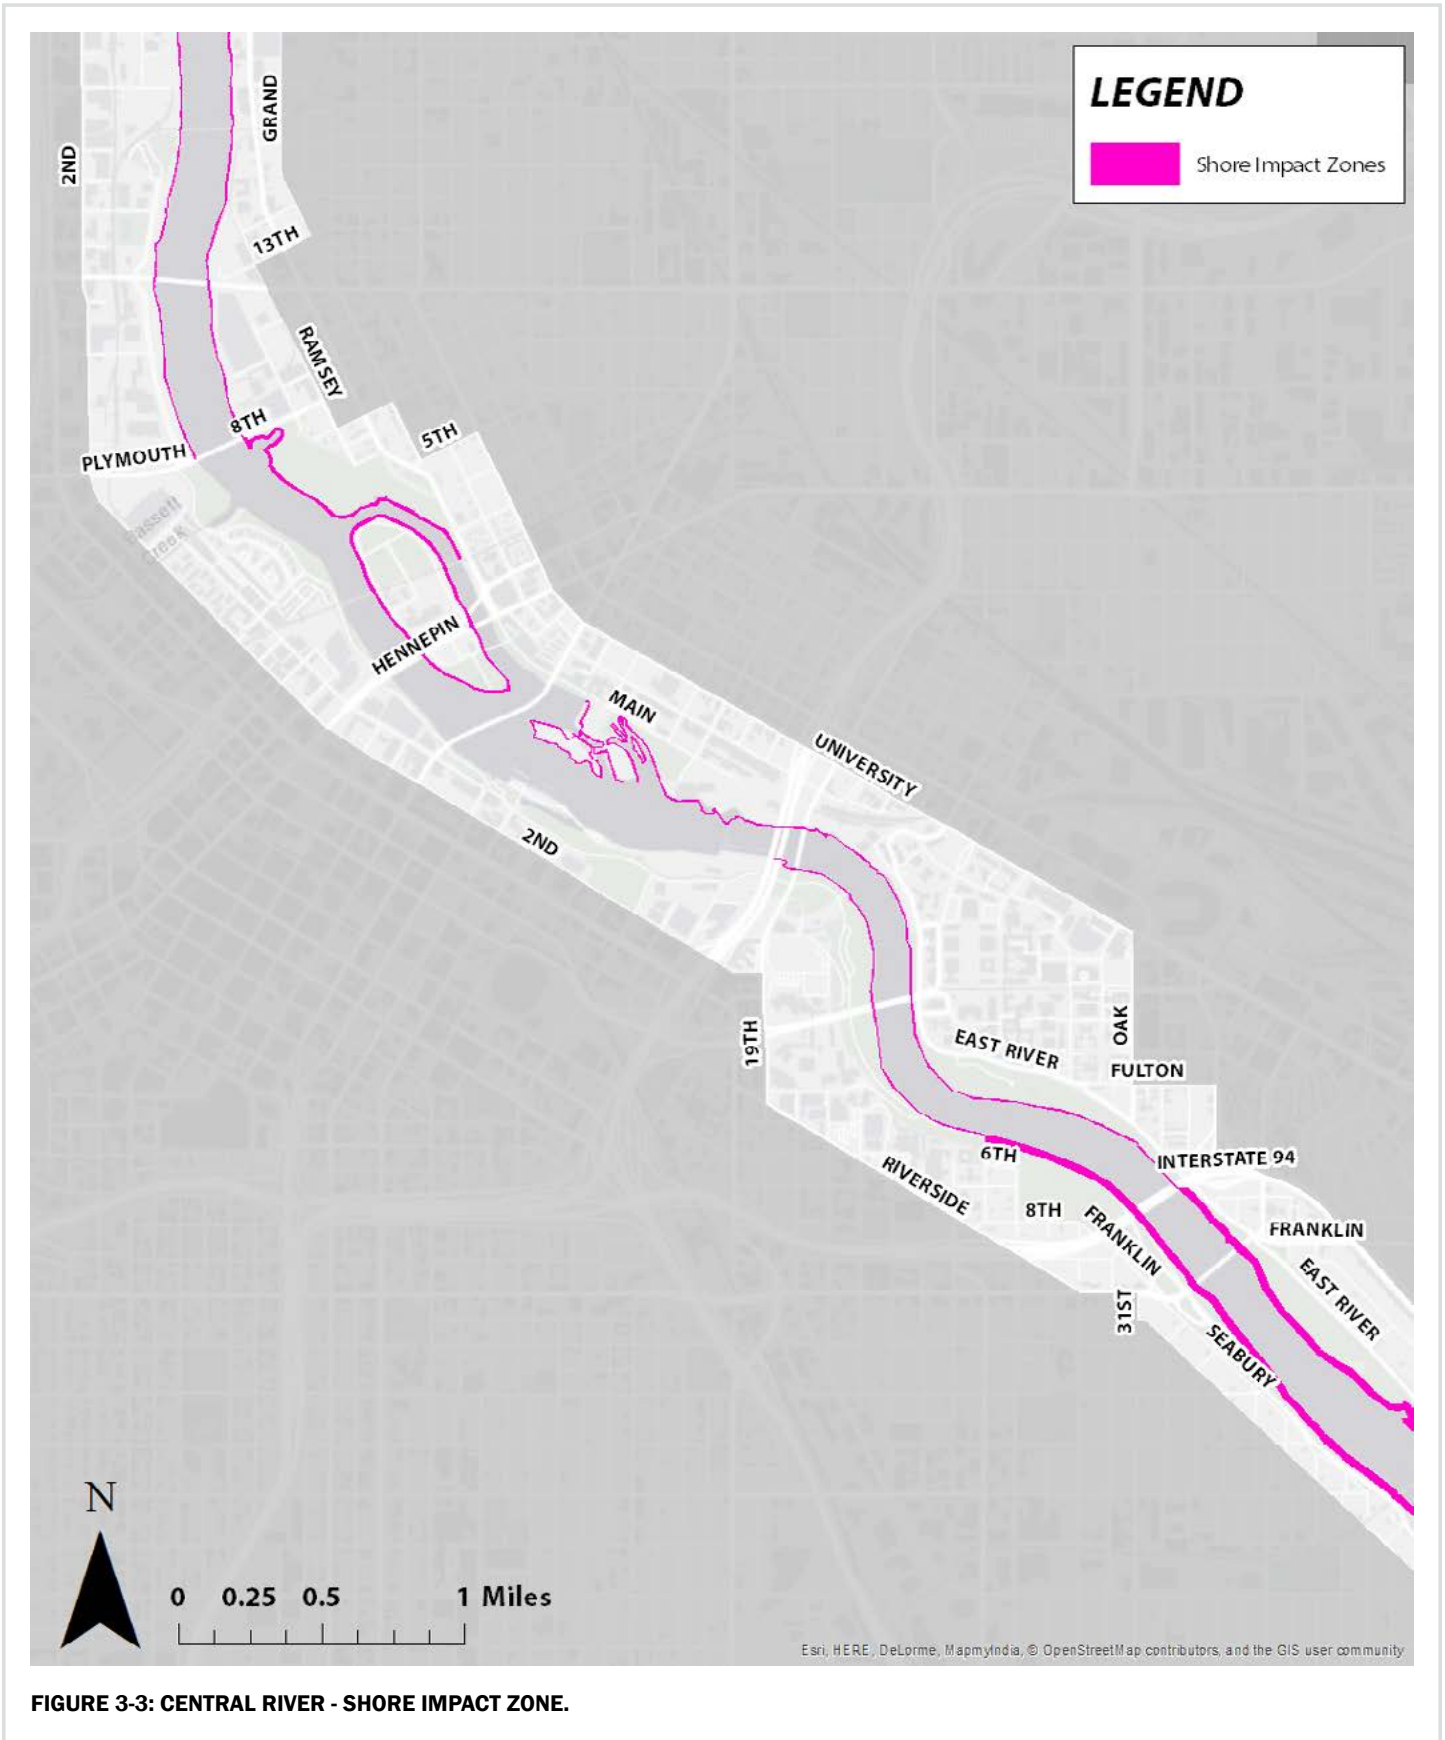 LEGEND
Shore Impact Zones
GRAND
2ND
13TH
RAMSEY
8TH
5TH
PLYMOUTH
Bassett
Creek
HENNEPIN
MAIN
UNIVERSITY
2ND
OAK
19TH
EAST RIVER
FULTON
6TH
INTERSTATE 94
RIVERSIDE
8TH
FRANKLIN
FRANKLIN
EAST RIVER
31ST
SEABURY
N
0 0.25 0.5 1 Miles
Esri, HERE, DeLorme, MapmyIndia, © OpenStreetMap contributors, and the GIS user community
FIGURE 3-3: CENTRAL RIVER - SHORE IMPACT ZONE.